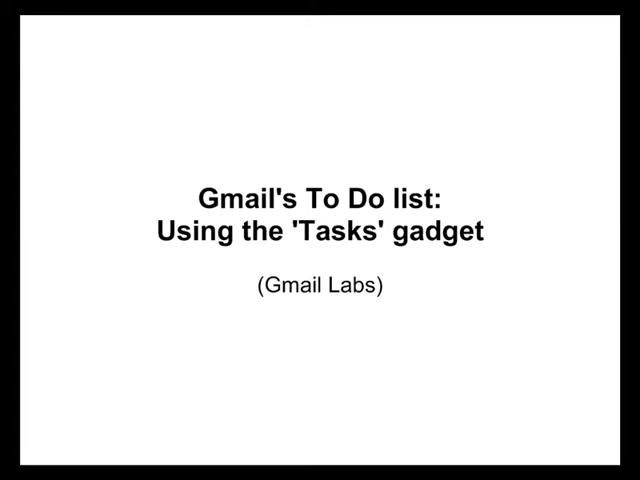 Gmail's To Do list:
Using the 'Tasks' gadget
(Gmail Labs)